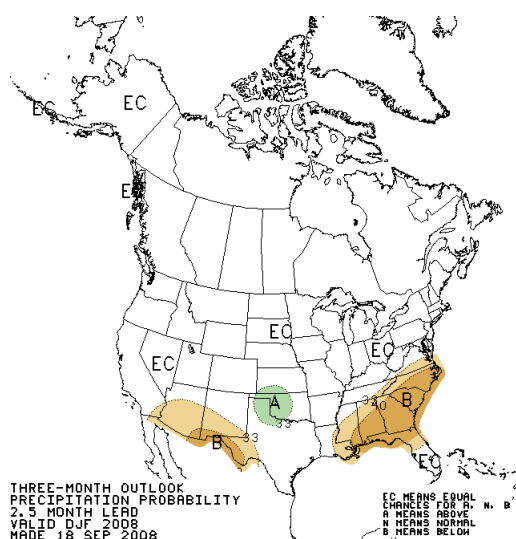 EC
EC
EC
EC
EC
EC
A
B
33
33
33
40
B
EC
THREE-MONTH OUTLOOK
PRECIPITATION PROBABILITY
2.5 MONTH LEAD
VALID DJF 2008
MADE 18 SEP 2008
EC MEANS EQUAL
CHANCES FOR A, N, B
A MEANS ABOVE
N MEANS NORMAL
B MEANS BELOW